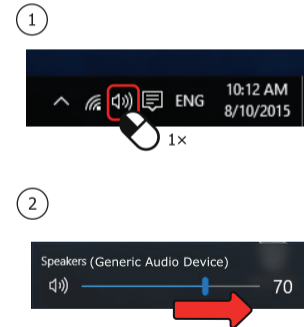 1
ENG
10:12 AM
8/10/2015
1×
2
Speakers (Generic Audio Device)
70